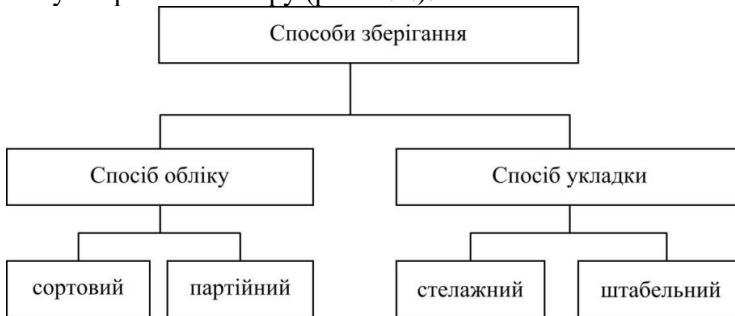 Способи зберігання
Спосіб обліку
Спосіб укладки
сортовий
партійний
стелажний
штабельний